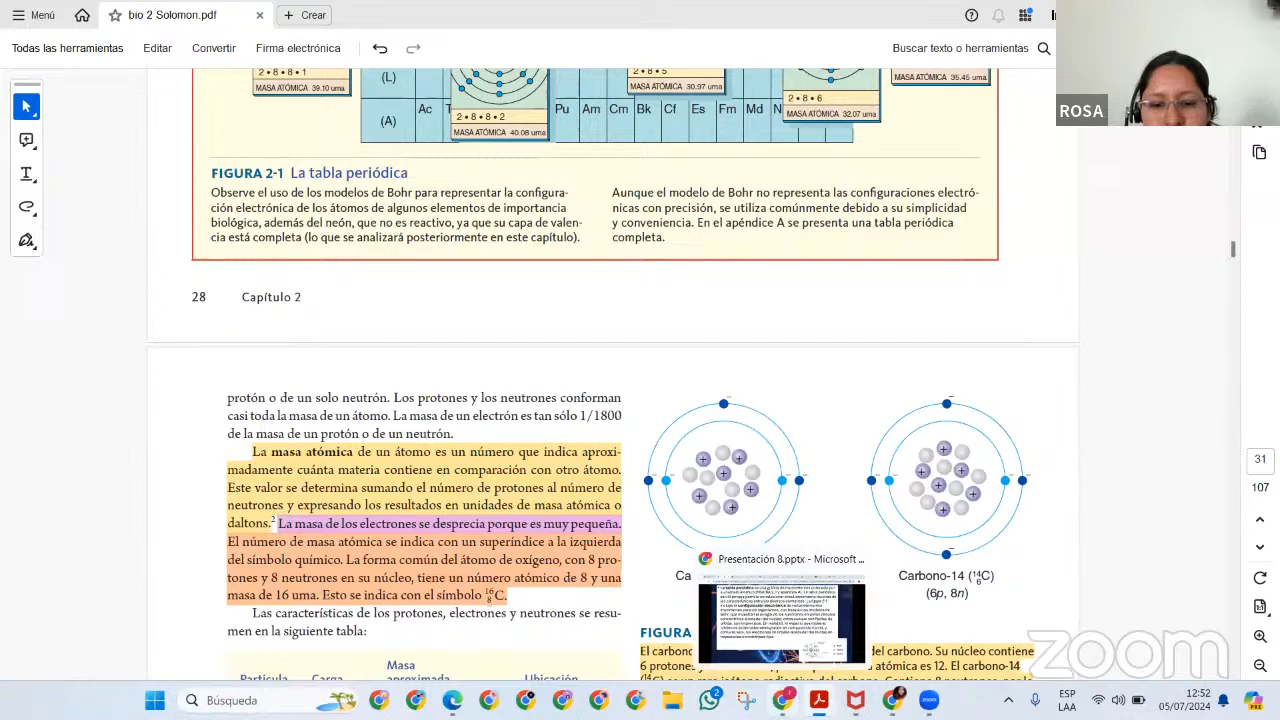 Menú
bio 2 Solomon.pdf
Crear
Todas las herramientas
Editar
Convertir
Firma electrónica
Buscar texto o herramientas
ROSA
2 • 8 • 8 • 1
MASA ATÓMICA 39.10 uma
(L)
(A)
Ac
2 • 8 • 8 • 2
MASA ATÓMICA 40.08 uma
Pu Am Cm Bk Cf Es Fm Md
2 • 8 • 5
MASA ATÓMICA 30.97 uma
2 • 8 • 6
MASA ATÓMICA 32.07 uma
MASA ATÓMICA 35.45 uma
FIGURA 2-1 La tabla periódica
Observe el uso de los modelos de Bohr para representar la configura-
ción electrónica de los átomos de algunos elementos de importancia
biológica, además del neón, que no es reactivo, ya que su capa de valen-
cia está completa (lo que se analizará posteriormente en este capítulo).
Aunque el modelo de Bohr no representa las configuraciones electró-
nicas con precisión, se utiliza comúnmente debido a su simplicidad
y conveniencia. En el apéndice A se presenta una tabla periódica
completa.
28 Capítulo 2
protón o de un solo neutrón. Los protones y los neutrones conforman
casi toda la masa de un átomo. La masa de un electrón es tan sólo 1/1800
de la masa de un protón o de un neutrón.
La masa atómica de un átomo es un número que indica aproxi-
madamente cuánta materia contiene en comparación con otro átomo.
Este valor se determina sumando el número de protones al número de
neutrones y expresando los resultados en unidades de masa atómica o
daltons.2 La masa de los electrones se desprecia porque es muy pequeña.
El número de masa atómica se indica con un superíndice a la izquierda
del símbolo químico. La forma común del átomo de oxígeno, con 8 pro-
tones y 8 neutrones en su núcleo, tiene un número atómico de 8 y una
masa de 16 uma. Esto se indica con el símbolo
Las características de los protones, electrones y neutrones se resu-
men en la siguiente tabla:
Masa
Partícula Carga aproximada Ubicación
Ca
Carbono-14 (14 6 C)
(6p, 8n)
Presentación 8.pptx - Microsoft ...
FIGURA
El carbono
del carbono. Su núcleo contiene
6 protones
a atómica es 12. El carbono-14
31
107
zoom
Búsqueda
2
zoom
ESP
LAA
12:52
05/07/2024